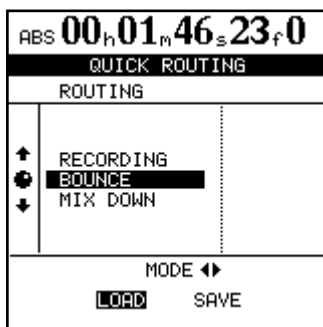 ABS 00h01m46s23f0
QUICK ROUTING
ROUTING
RECORDING
BOUNCE
MIX DOWN
MODE
LOAD SAVE